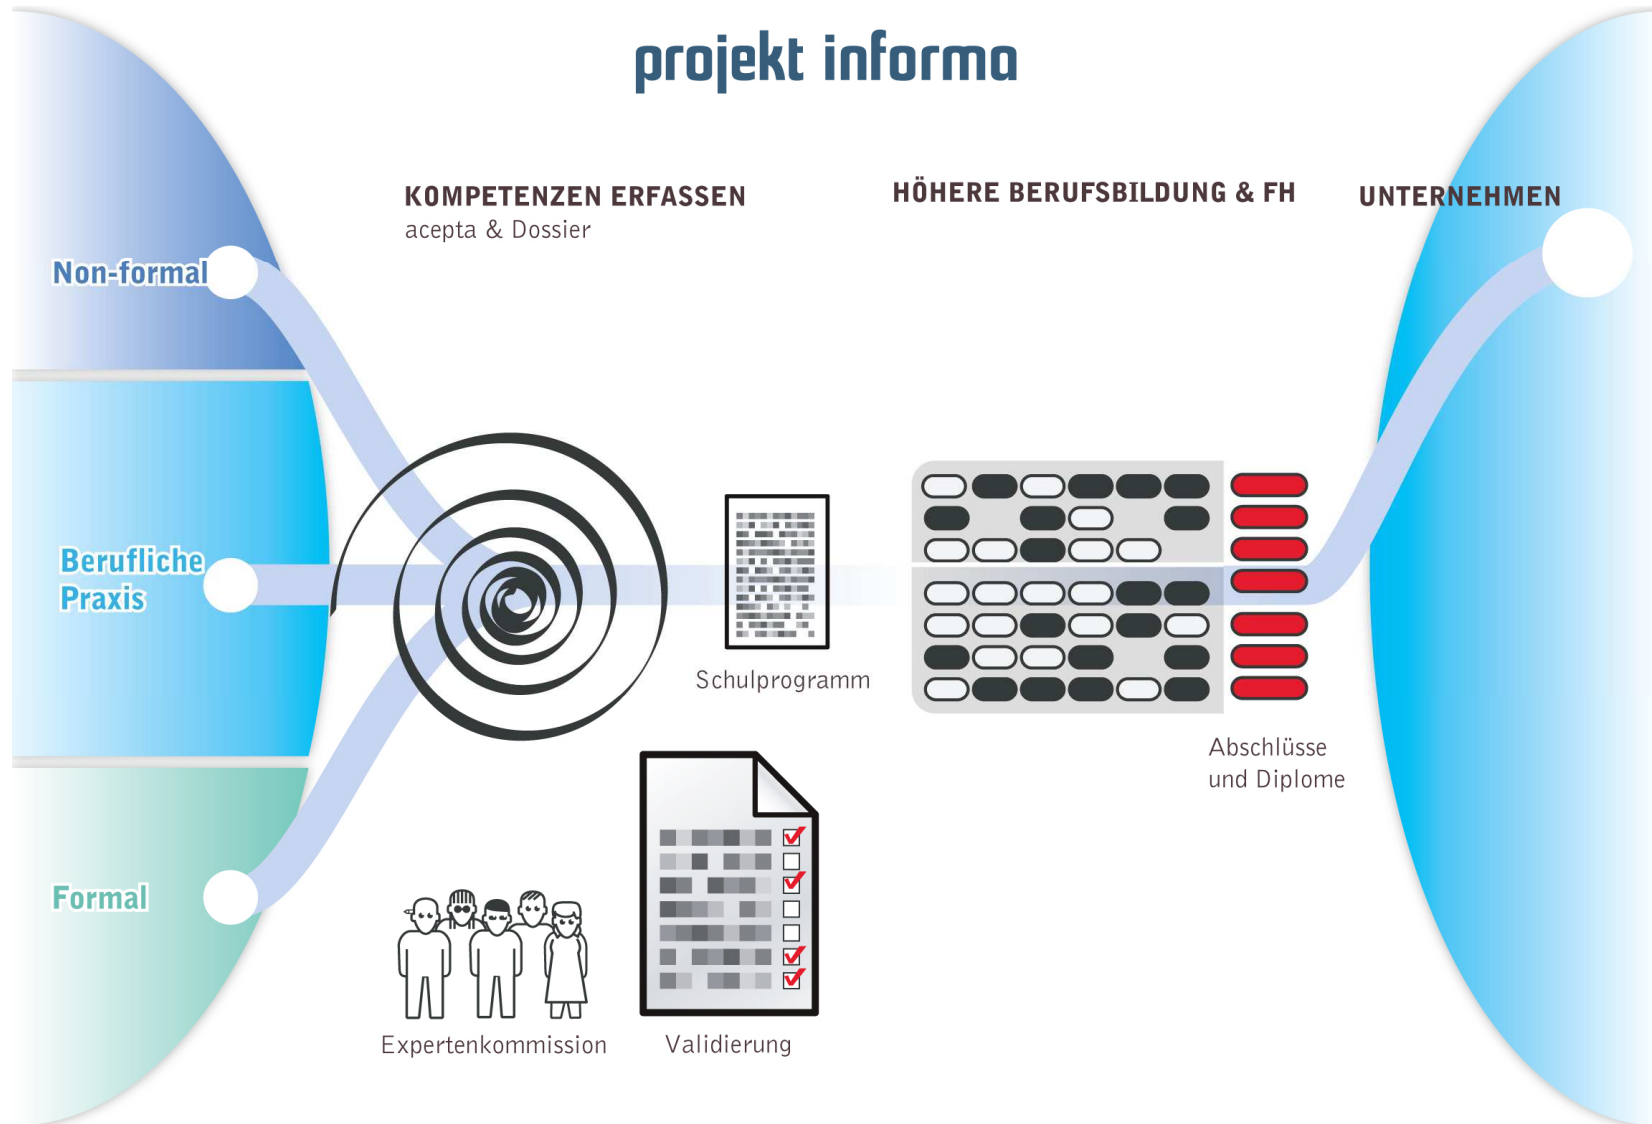 projekt informa
KOMPETENZEN ERFASSEN
acepta & Dossier
HÖHERE BERUFSBILDUNG & FH
UNTERNEHMEN
Non-formal
Berufliche
Praxis
Formal
Schulprogramm
Abschlüsse
und Diplome
Expertenkommission
Validierung